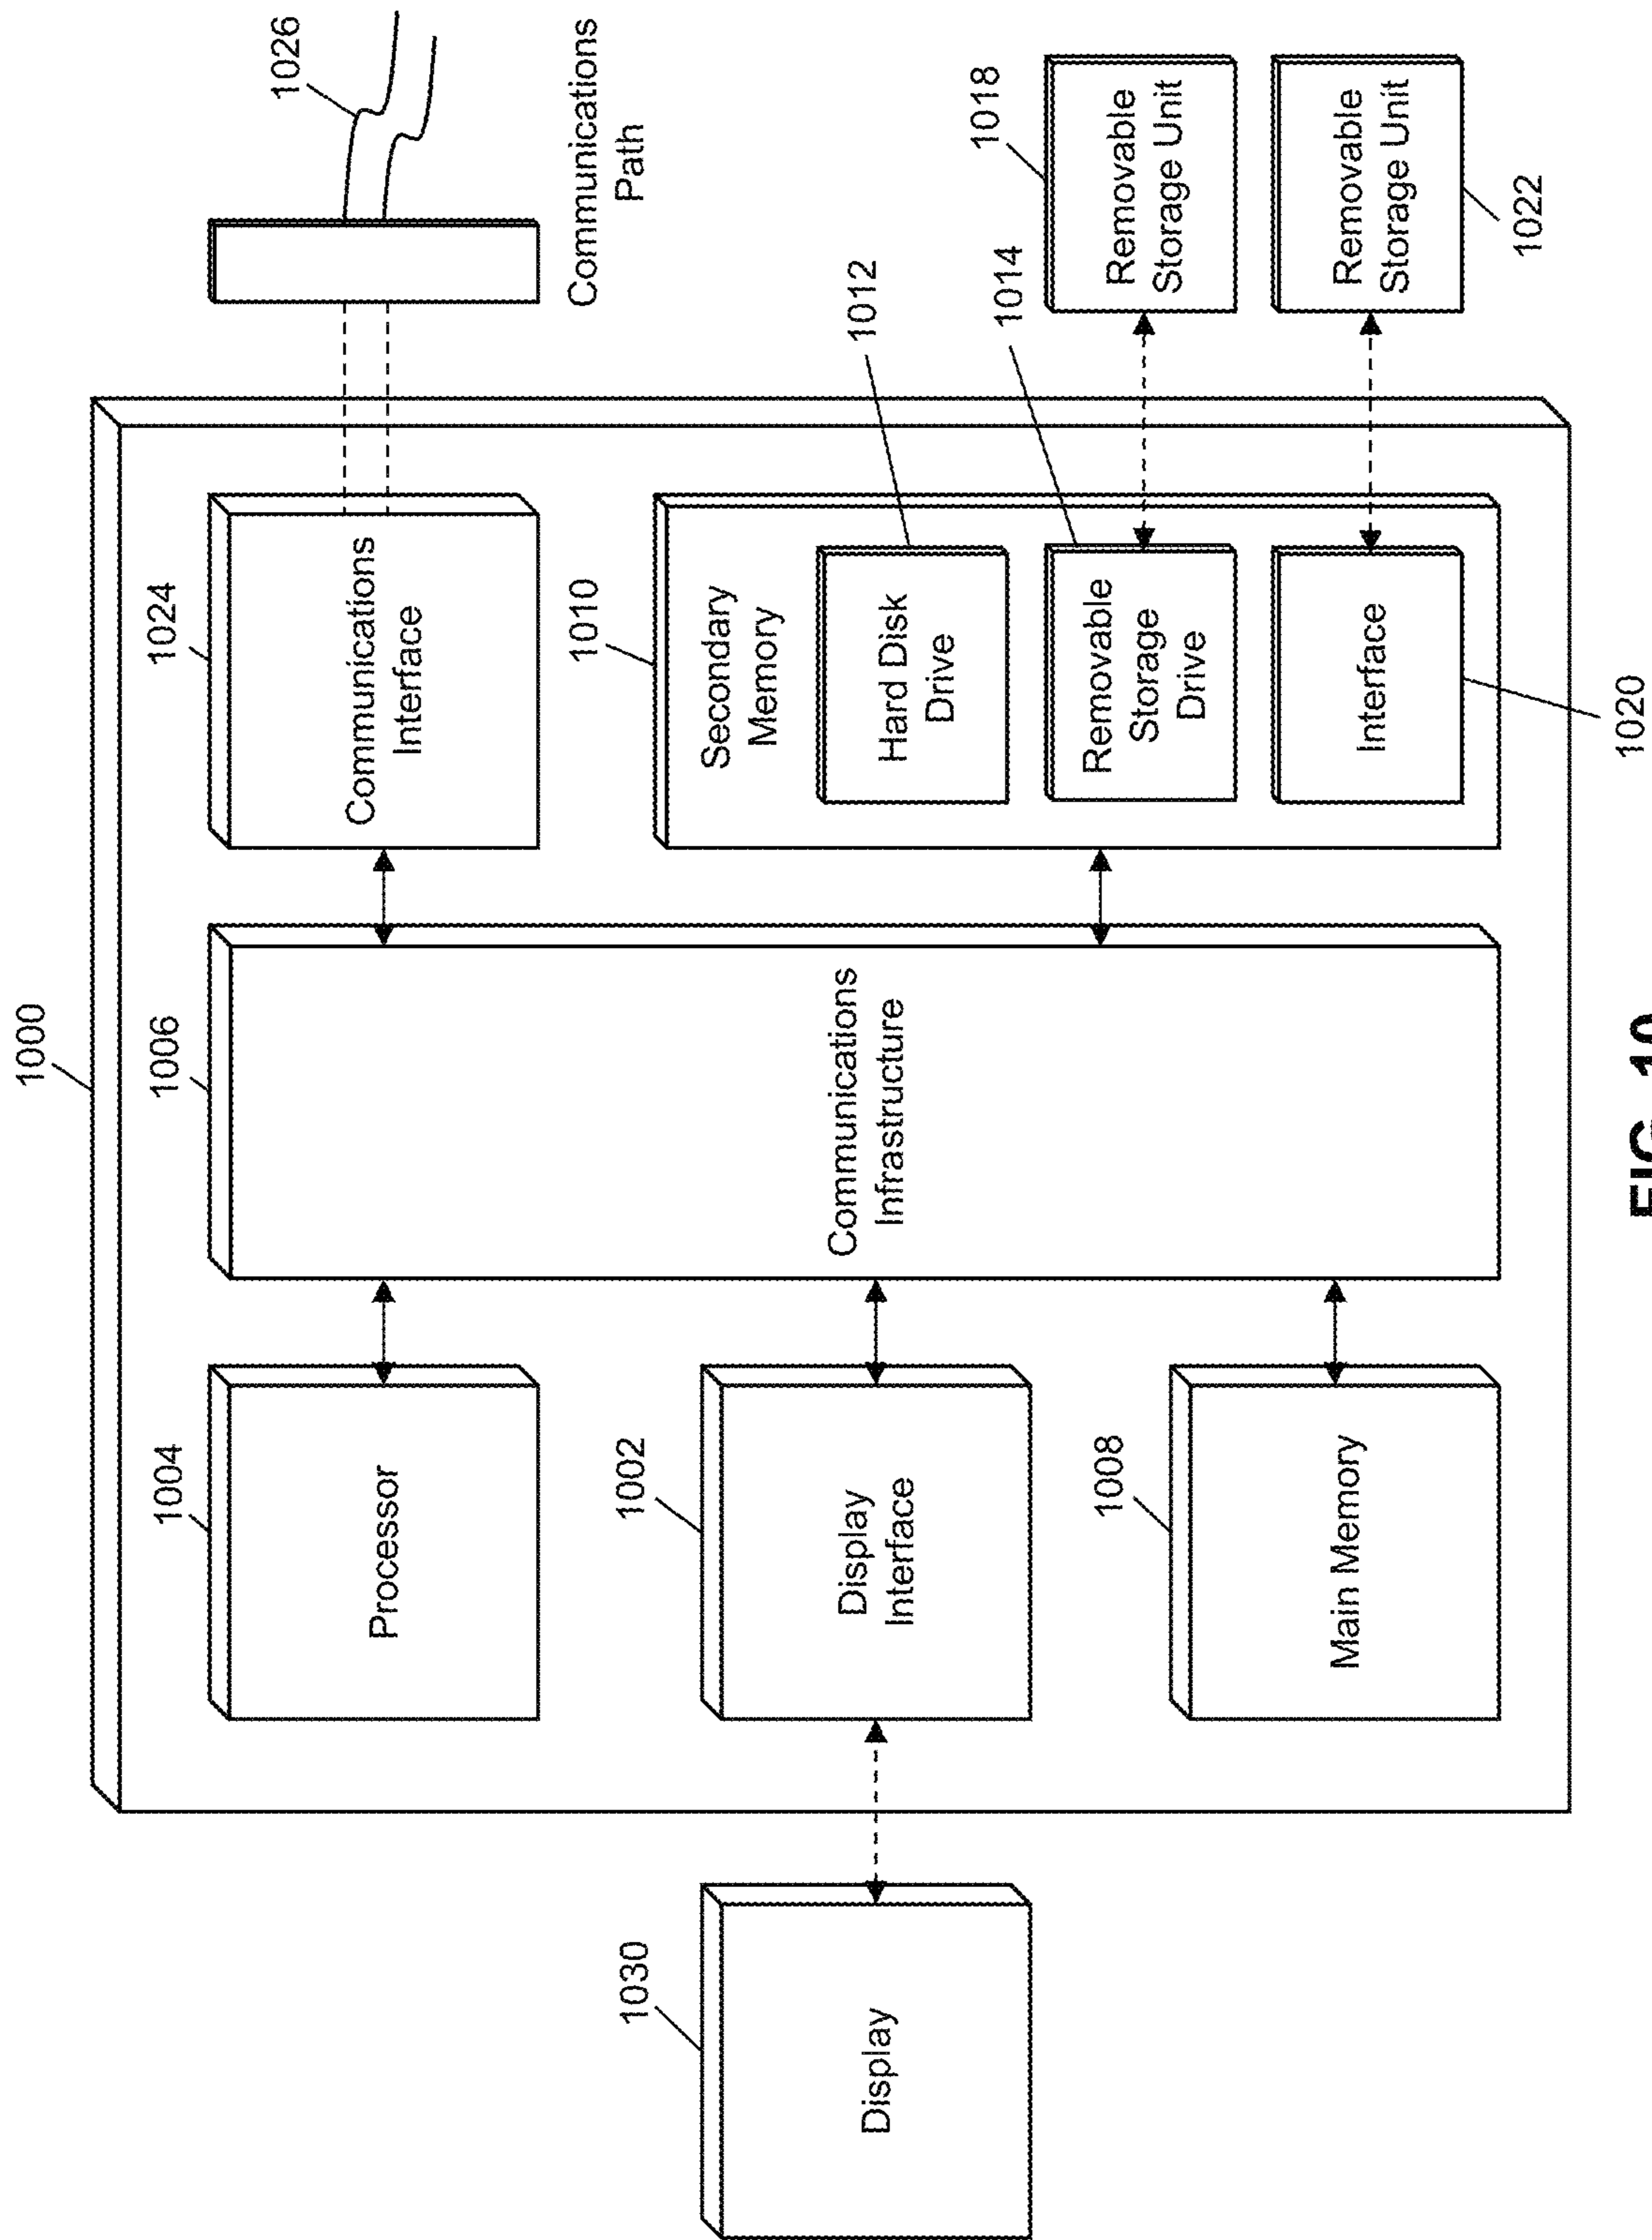 1000
1004
Processor
1006
Communications
Infrastructure
1024
Communications
Interface
1026
Communications
Path
1030
Display
1002
Display
Interface
1010
Secondary
Memory
1012
Hard Disk
Drive
1014
Removable
Storage
Drive
1018
Removable
Storage Unit
1008
Main Memory
Interface
1020
Removable
Storage Unit
1022
FIG. 10